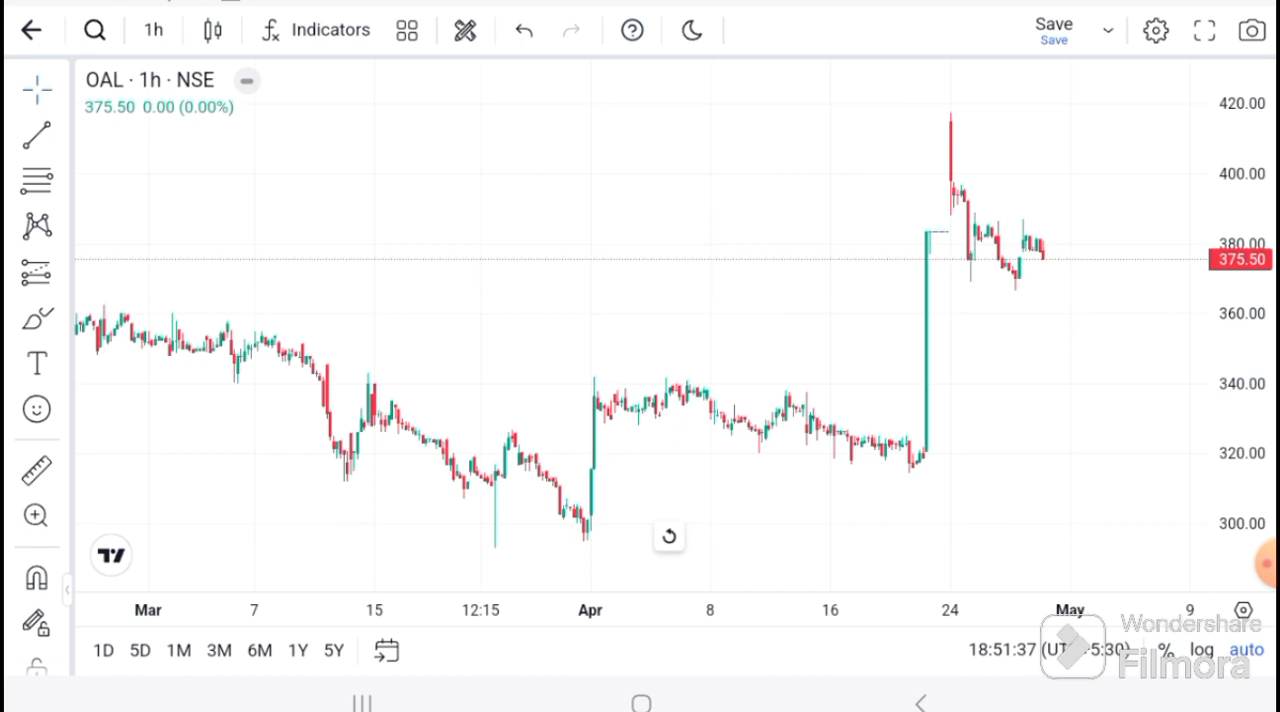 1h
Indicators
Save
Save
OAL · 1h · NSE
375.50 0.00 (0.00%)
420.00
400.00
380.00
375.50
360.00
340.00
320.00
300.00
Mar 7 15 12:15 Apr 8 16 24 May 9
1D 5D 1M 3M 6M 1Y 5Y
18:51:37 % log auto
Wondershare
Filmora